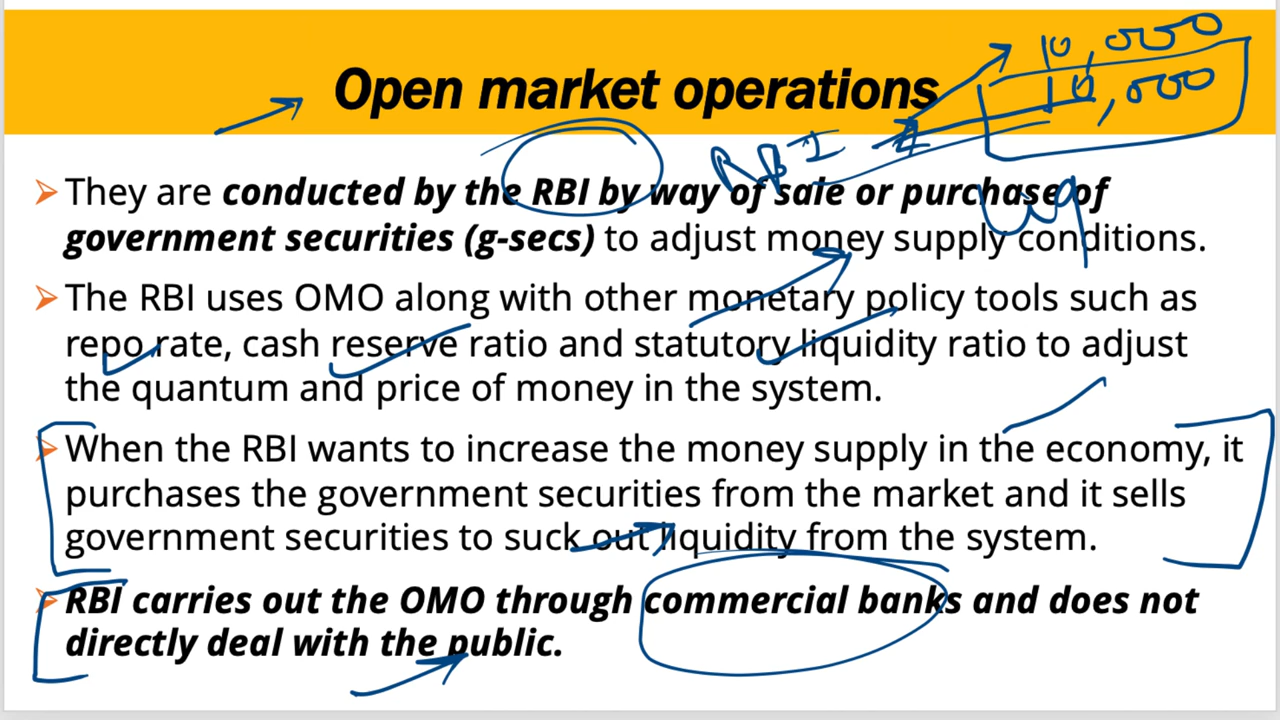 10,000
Open market operations
10,000
RBI
They are conducted by the RBI by way of sale or purchase of
liq
government securities (g-secs) to adjust money supply conditions.
The RBI uses OMO along with other monetary policy tools such as
repo rate, cash reserve ratio and statutory liquidity ratio to adjust
the quantum and price of money in the system.
When the RBI wants to increase the money supply in the economy, it
purchases the government securities from the market and it sells
government securities to suck out liquidity from the system.
RBI carries out the OMO through commercial banks and does not
directly deal with the public.